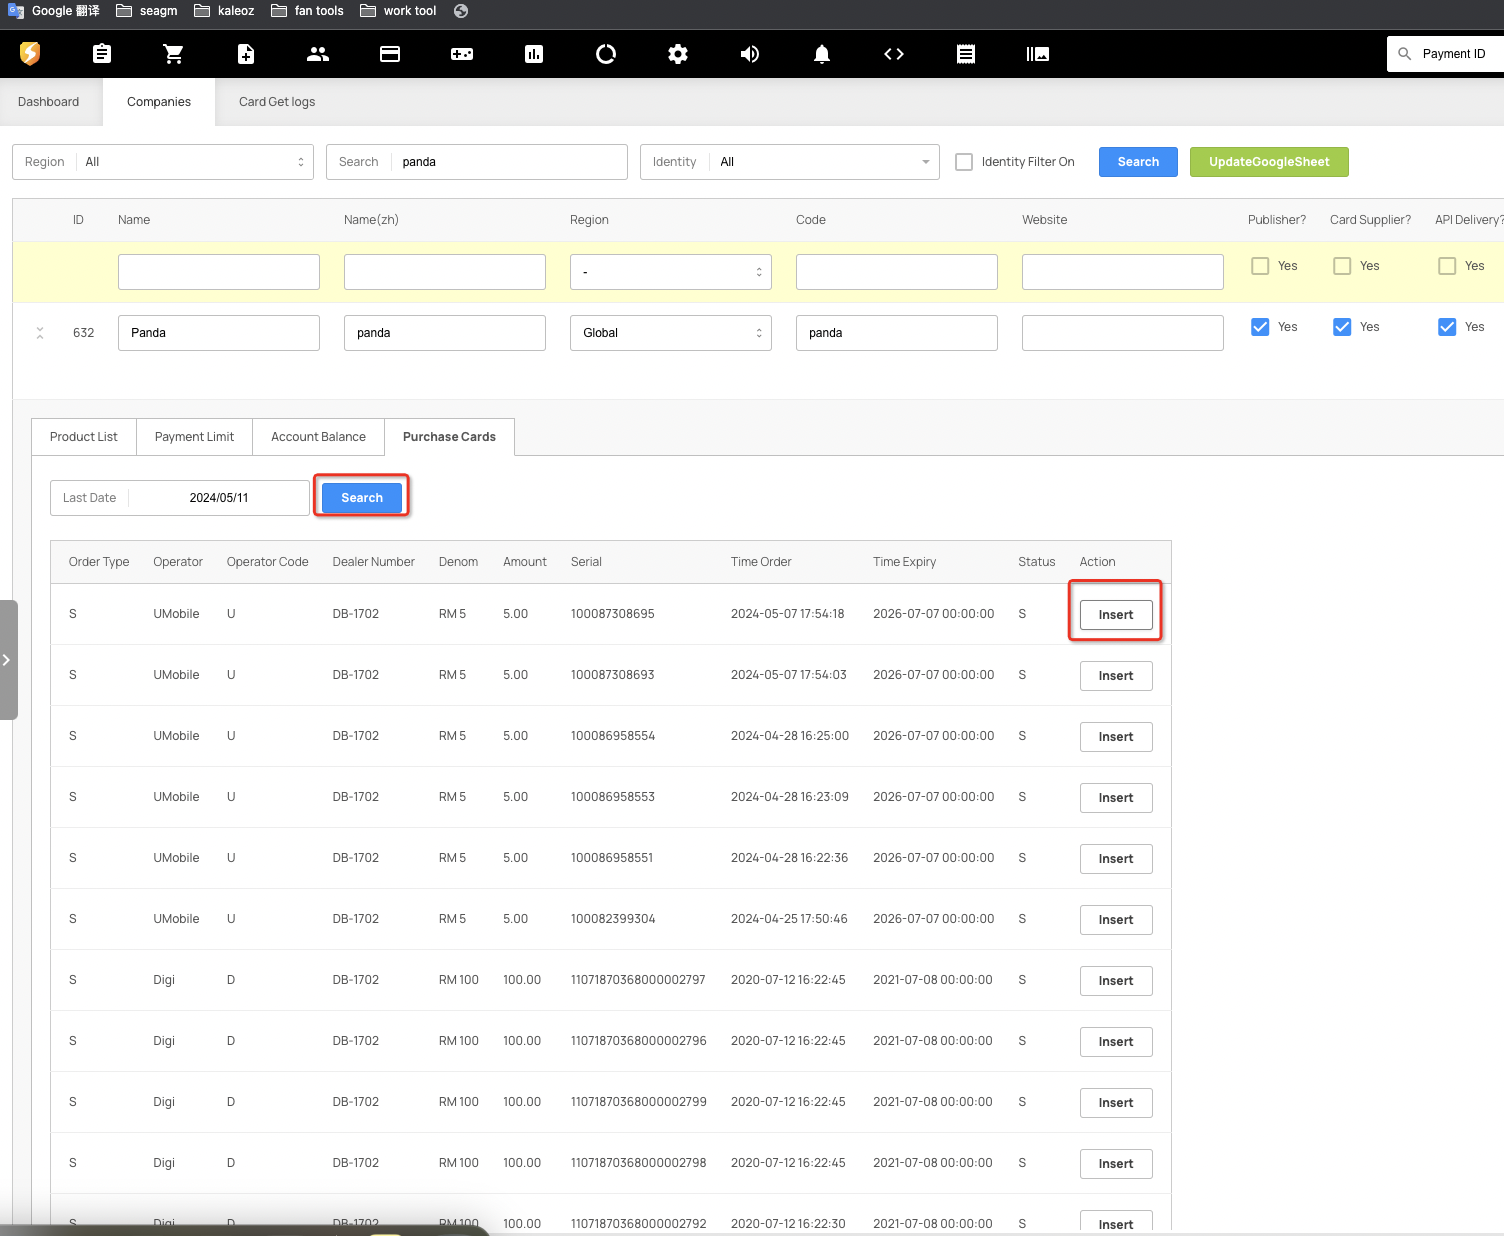 Google 翻译 seagm kaleoz fan tools work tool
Payment ID
Dashboard Companies Card Get logs
Region All Search panda Identity All Identity Filter On Search UpdateGoogleSheet
ID Name Name(zh) Region Code Website Publisher? Card Supplier? API Delivery?
- Yes Yes Yes
632 Panda panda Global panda Yes Yes Yes
Product List Payment Limit Account Balance Purchase Cards
Last Date 2024/05/11 Search
Order Type Operator Operator Code Dealer Number Denom Amount Serial Time Order Time Expiry Status Action
S UMobile U DB-1702 RM 5 5.00 100087308695 2024-05-07 17:54:18 2026-07-07 00:00:00 S Insert
S UMobile U DB-1702 RM 5 5.00 100087308693 2024-05-07 17:54:03 2026-07-07 00:00:00 S Insert
S UMobile U DB-1702 RM 5 5.00 100086958554 2024-04-28 16:25:00 2026-07-07 00:00:00 S Insert
S UMobile U DB-1702 RM 5 5.00 100086958553 2024-04-28 16:23:09 2026-07-07 00:00:00 S Insert
S UMobile U DB-1702 RM 5 5.00 100086958551 2024-04-28 16:22:36 2026-07-07 00:00:00 S Insert
S UMobile U DB-1702 RM 5 5.00 100082399304 2024-04-25 17:50:46 2026-07-07 00:00:00 S Insert
S Digi D DB-1702 RM 100 100.00 11071870368000002797 2020-07-12 16:22:45 2021-07-08 00:00:00 S Insert
S Digi D DB-1702 RM 100 100.00 11071870368000002796 2020-07-12 16:22:45 2021-07-08 00:00:00 S Insert
S Digi D DB-1702 RM 100 100.00 11071870368000002799 2020-07-12 16:22:45 2021-07-08 00:00:00 S Insert
S Digi D DB-1702 RM 100 100.00 11071870368000002798 2020-07-12 16:22:45 2021-07-08 00:00:00 S Insert
S Digi D DB-1702 RM 100 100.00 11071870368000002792 2020-07-12 16:22:30 2021-07-08 00:00:00 S Insert